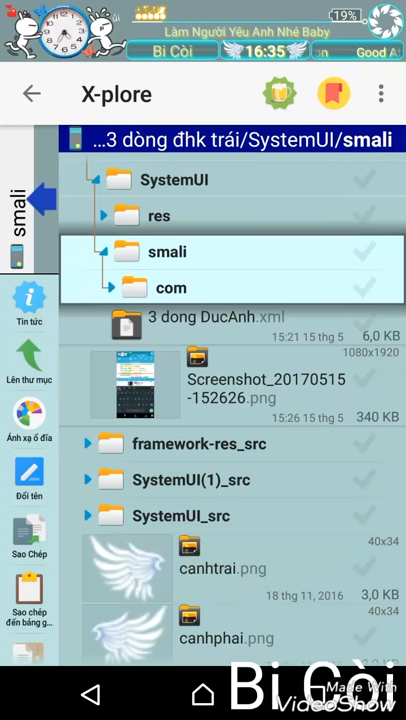 19%
Làm Người Yêu Anh Nhé Baby
Bi Còi
16:35
on
Good A
X-plore
...3 dòng đhk trái/SystemUI/smali
smali
SystemUI
res
smali
com
3 dong DucAnh.xml
15:21 15 thg 5
6,0 KB
1080x1920
Screenshot_20170515
-152626.png
15:26 15 thg 5
340 KB
framework-res_src
SystemUI(1)_src
SystemUI_src
40x34
canhtrai.png
18 thg 11, 2016
3,0 KB
40x34
canhphai.png
Tin tức
Lên thư mục
Ánh xạ ổ đĩa
Đổi tên
Sao Chép
Sao chép
đến bảng g...
Bi Còi
Made With
VideoShow